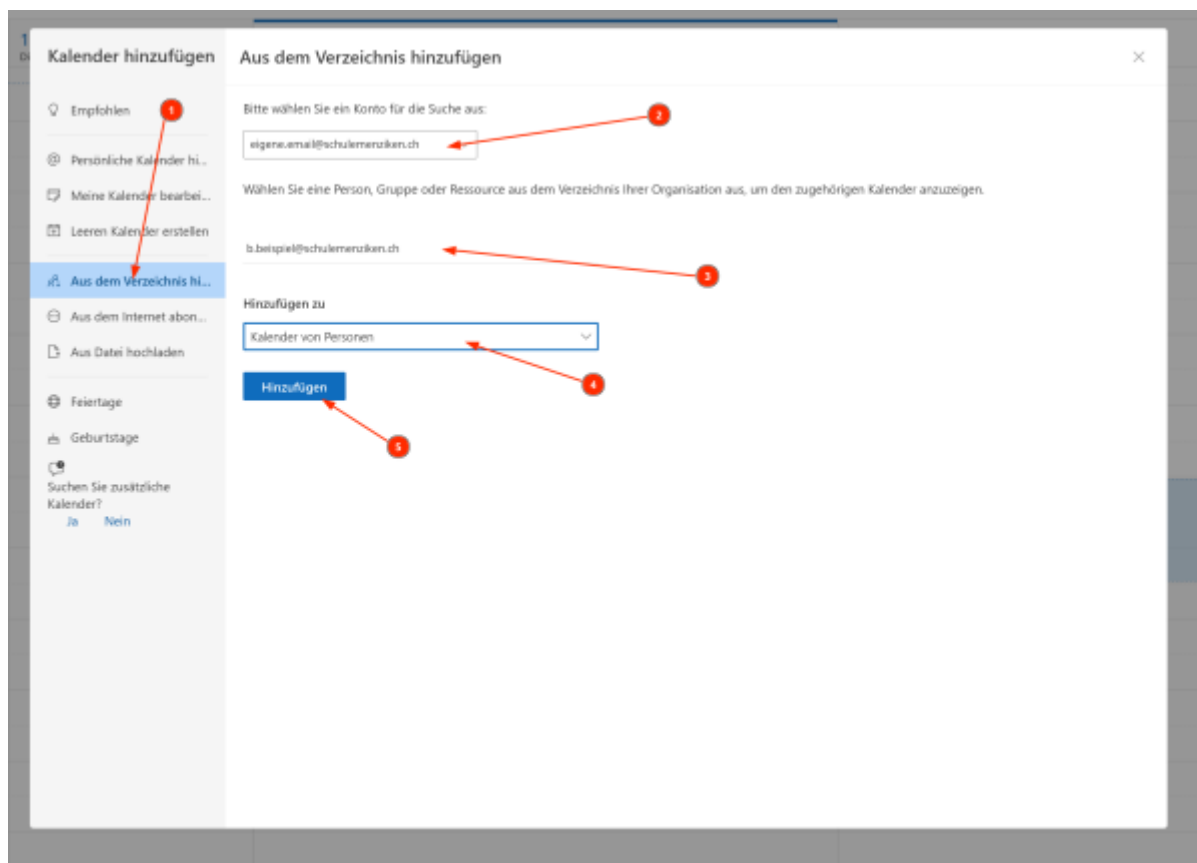 Kalender hinzufügen
Aus dem Verzeichnis hinzufügen
Empfohlen
1
Persönliche Kalender hi...
Meine Kalender bearbei...
Leeren Kalender erstellen
Aus dem Verzeichnis hi...
Aus dem Internet abon...
Aus Datei hochladen
Feiertage
Geburtstage
Suchen Sie zusätzliche
Kalender?
Ja Nein
Bitte wählen Sie ein Konto für die Suche aus:
2
eigene.email@schulemenziken.ch
Wählen Sie eine Person, Gruppe oder Ressource aus dem Verzeichnis Ihrer Organisation aus, um den zugehörigen Kalender anzuzeigen.
b.beispiel@schulemenziken.ch
3
Hinzufügen zu
Kalender von Personen
4
Hinzufügen
5